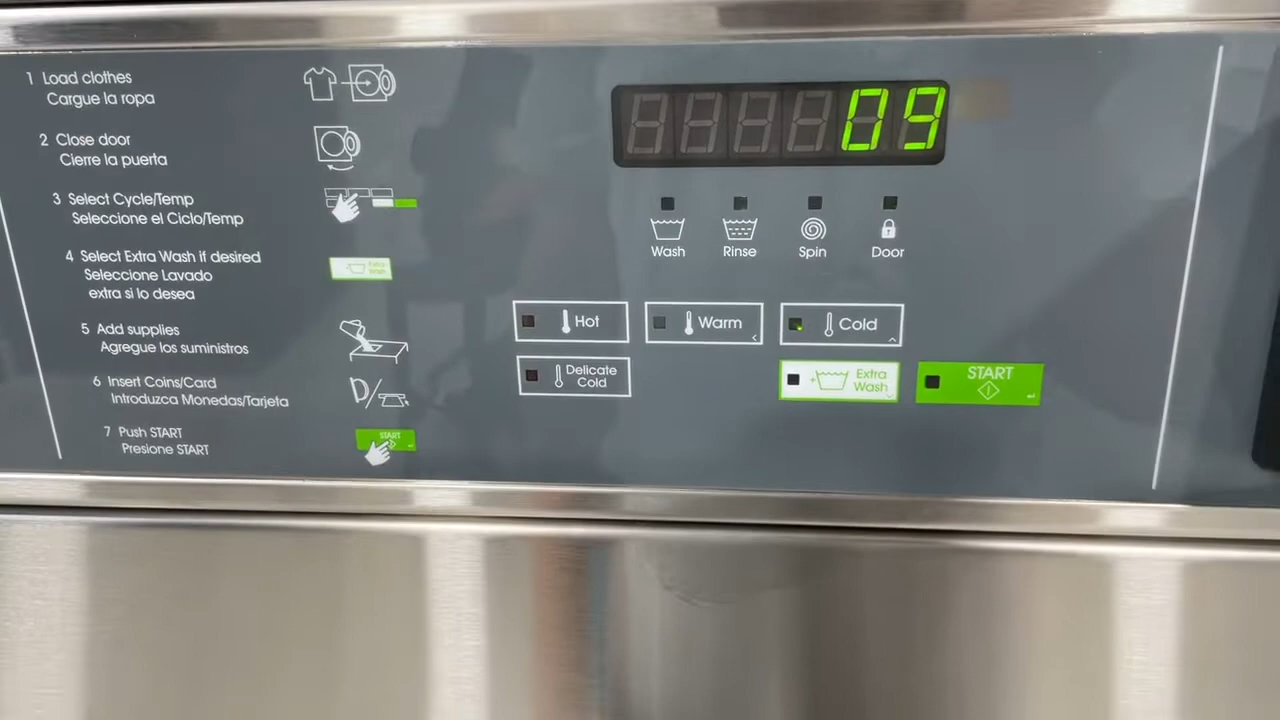 1 Load clothes
Cargue la ropa
2 Close door
Cierre la puerta
3 Select Cycle/Temp
Seleccione el Ciclo/Temp
4 Select Extra Wash if desired
Seleccione Lavado
extra si lo desea
Extra
Wash
5 Add supplies
Agregue los suministros
6 Insert Coins/Card
Introduzca Monedas/Tarjeta
7 Push START
Presione START
START
09
Wash Rinse Spin Door
Hot Warm Cold
Delicate
Cold
Extra
Wash
START